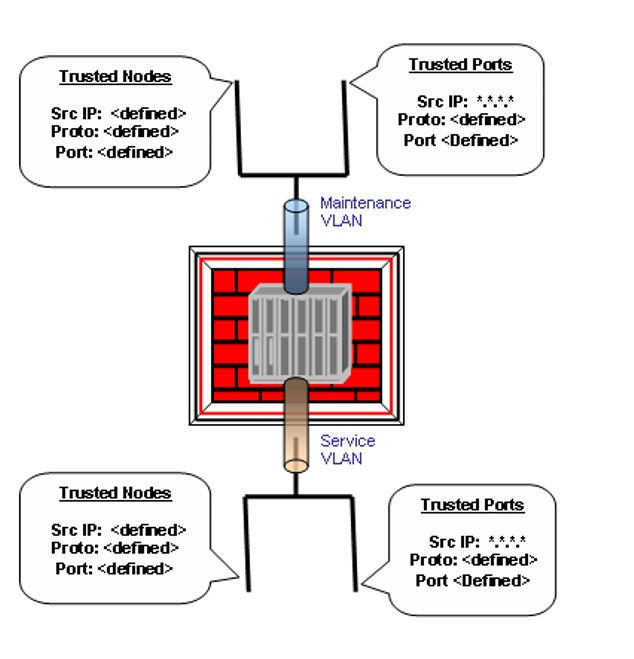 Trusted Nodes
Src IP: <defined>
Proto: <defined>
Port: <defined>
Trusted Ports
Src IP: *.*.*.*
Proto: <defined>
Port <Defined>
Maintenance
VLAN
Service
VLAN
Trusted Nodes
Src IP: <defined>
Proto: <defined>
Port: <defined>
Trusted Ports
Src IP: *.*.*.*
Proto: <defined>
Port <Defined>